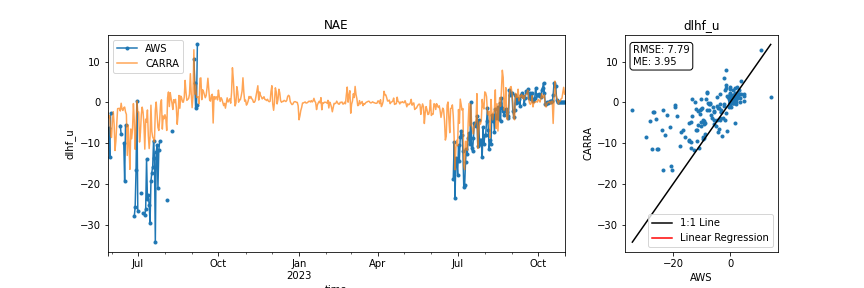 NAE
AWS
CARRA
10
0
−10
−20
−30
dlhf_u
Jul
Oct
Jan
2023
Apr
Jul
Oct
time
dlhf_u
RMSE: 7.79
ME: 3.95
10
0
−10
−20
−30
CARRA
1:1 Line
Linear Regression
−20
0
AWS